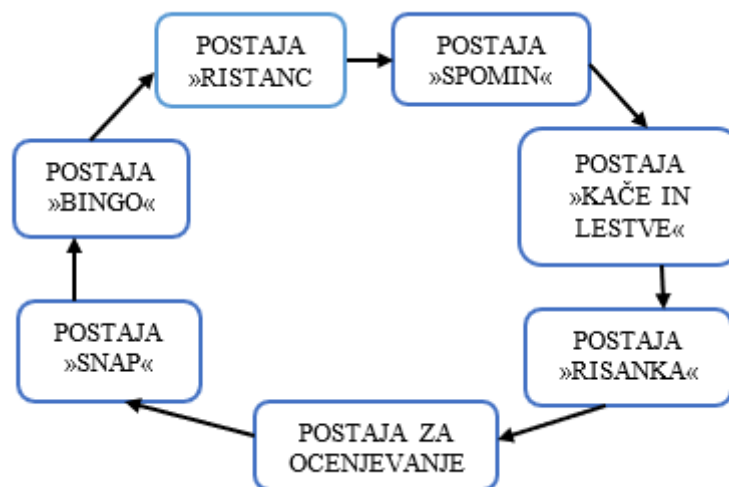 POSTAJA
»RISTANC
POSTAJA
»SPOMIN«
POSTAJA
»KAČE IN
LESTVE«
POSTAJA
»RISANKA«
POSTAJA ZA
OCENJEVANJE
POSTAJA
»SNAP«
POSTAJA
»BINGO«